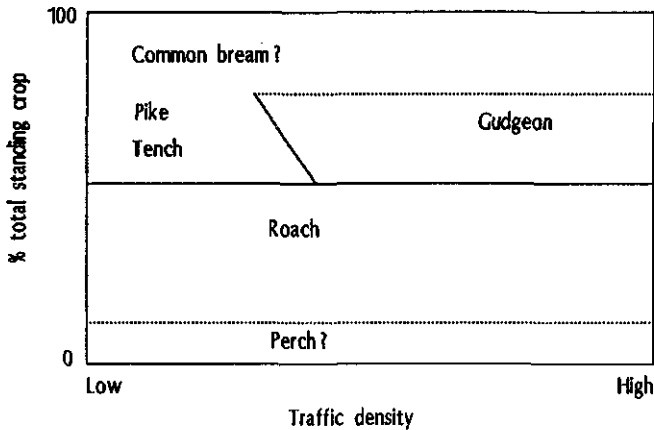 100
Common bream?
Pike
Gudgeon
Tench
% total standing crop
Roach
Perch?
0
Low
High
Traffic density